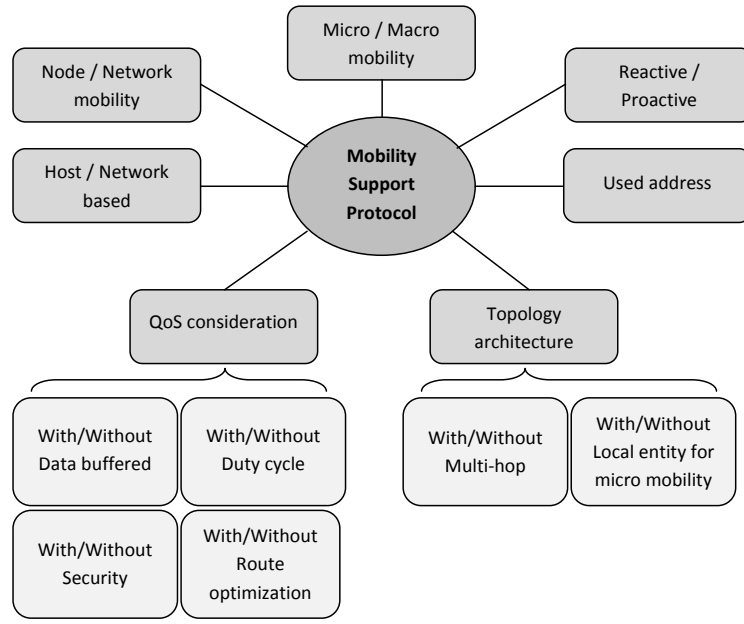 Micro / Macro
mobility
Node / Network
mobility
Reactive /
Proactive
Mobility
Support
Protocol
Host / Network
based
Used address
QoS consideration
Topology
architecture
With/Without
Data buffered
With/Without
Duty cycle
With/Without
Multi-hop
With/Without
Local entity for
micro mobility
With/Without
Security
With/Without
Route
optimization